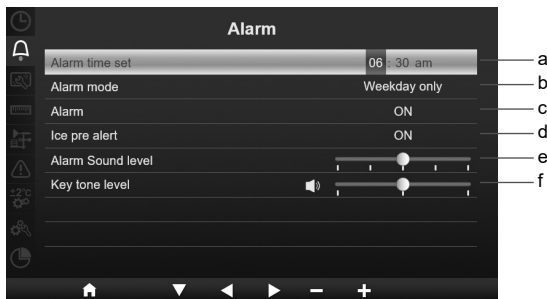 Alarm
Alarm time set 06 : 30 am a
Alarm mode Weekday only b
Alarm ON c
Ice pre alert ON d
Alarm Sound level e
Key tone level f
±2°C